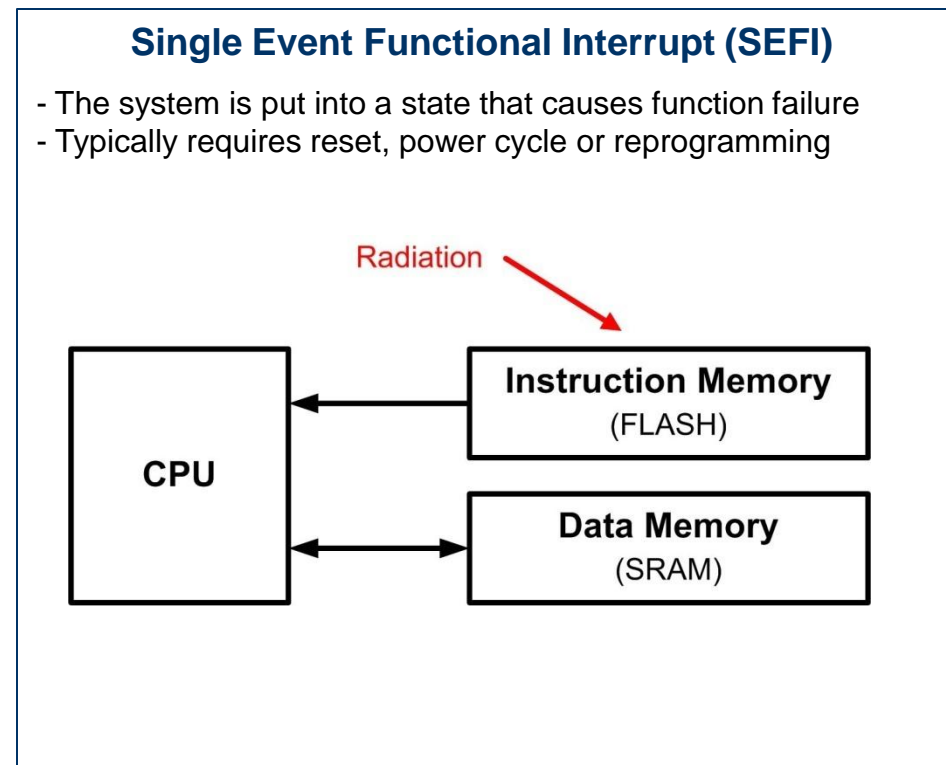 Single Event Functional Interrupt (SEFI)
- The system is put into a state that causes function failure
- Typically requires reset, power cycle or reprogramming
Radiation
Instruction Memory
(FLASH)
CPU
Data Memory
(SRAM)